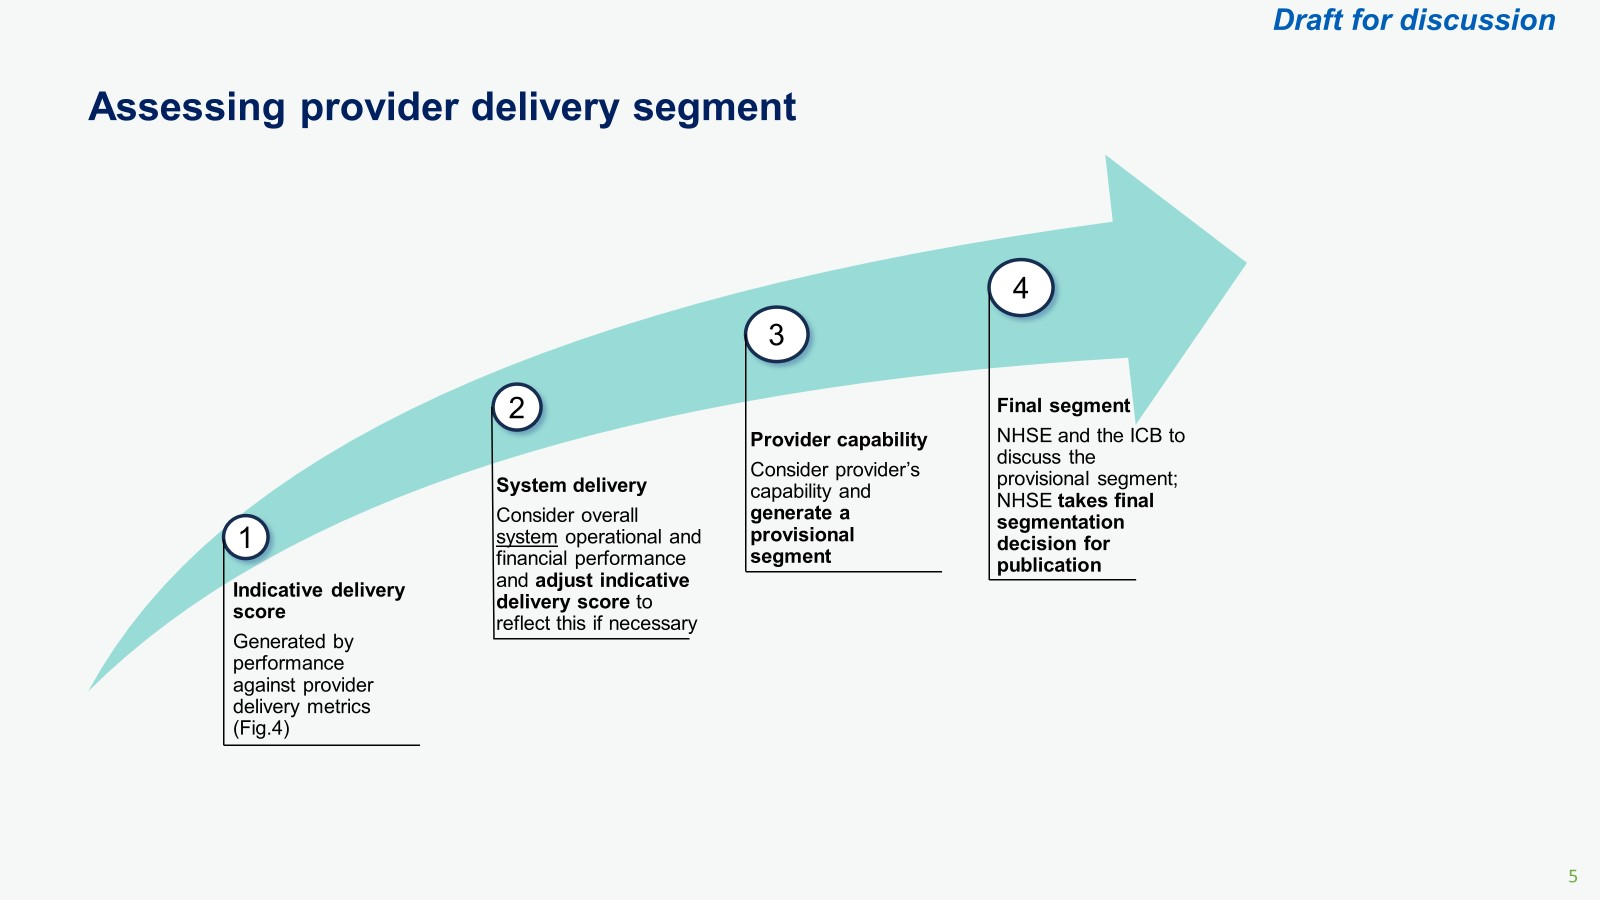 Draft for discussion
Assessing provider delivery segment
1
Indicative delivery
score
Generated by
performance
against provider
delivery metrics
(Fig.4)
2
System delivery
Consider overall
system operational and
financial performance
and adjust indicative
delivery score to
reflect this if necessary
3
Provider capability
Consider provider’s
capability and
generate a
provisional
segment
4
Final segment
NHSE and the ICB to
discuss the
provisional segment;
NHSE takes final
segmentation
decision for
publication
5